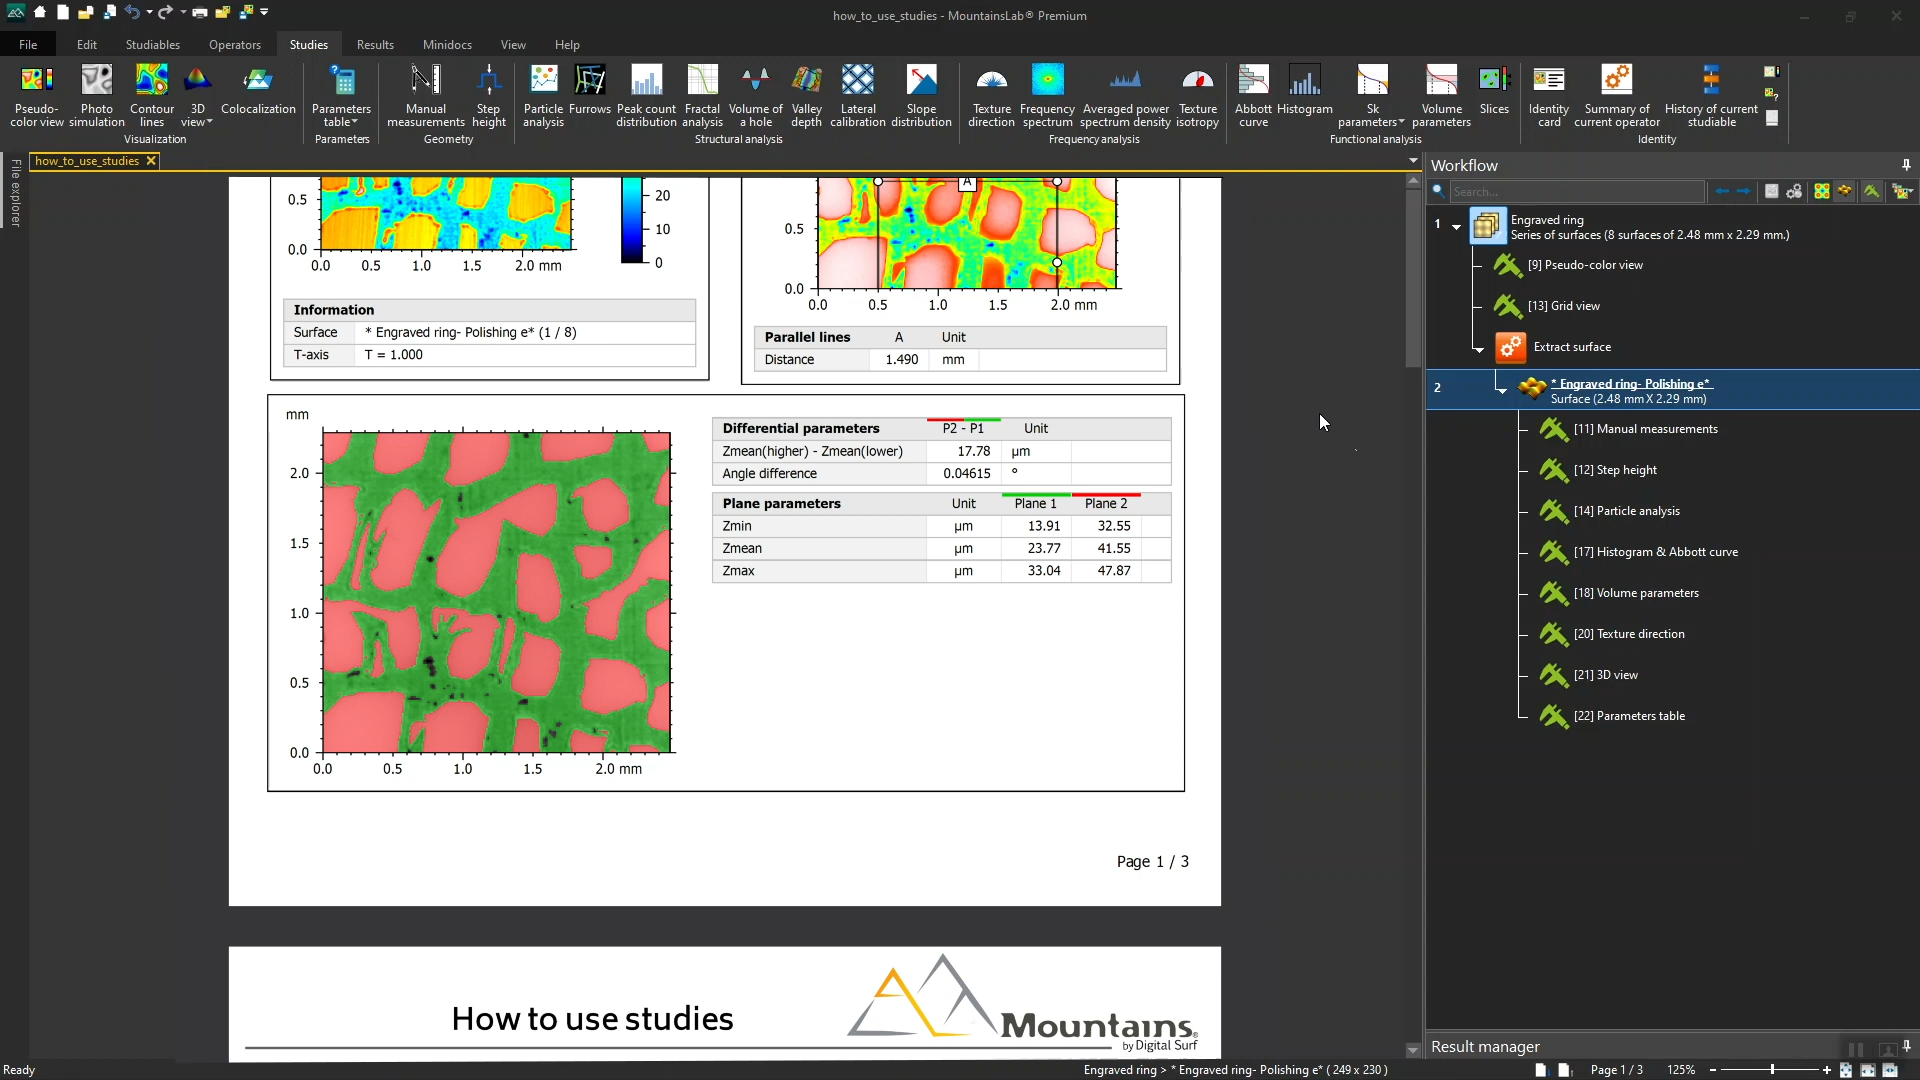 how_to_use_studies - MountainsLab® Premium
File Edit Studiables Operators Studies Results Minidocs View Help
Pseudo-color view
Photo simulation
Contour lines
3D view
Colocalization
Visualization
Parameters table
Parameters
Manual measurements
Step height
Geometry
Particle analysis
Furrows
Peak count distribution
Fractal analysis
Volume of a hole
Valley depth
Lateral calibration
Slope distribution
Structural analysis
Texture direction
Frequency spectrum
Averaged power spectrum density
Texture isotropy
Frequency analysis
Abbott curve
Histogram
Sk parameters
Volume parameters
Slices
Functional analysis
Identity card
Summary of current operator
History of current studiable
Identity
File explorer
how_to_use_studies
0.5
0.0
0.0 0.5 1.0 1.5 2.0 mm
20
10
0
Information
Surface * Engraved ring- Polishing e* (1 / 8)
T-axis T = 1.000
A
0.5
0.0
0.0 0.5 1.0 1.5 2.0 mm
Parallel lines A Unit
Distance 1.490 mm
mm
2.0
1.5
1.0
0.5
0.0
0.0 0.5 1.0 1.5 2.0 mm
Differential parameters P2 - P1 Unit
Zmean(higher) - Zmean(lower) 17.78 µm
Angle difference 0.04615 °
Plane parameters Unit Plane 1 Plane 2
Zmin µm 13.91 32.55
Zmean µm 23.77 41.55
Zmax µm 33.04 47.87
Page 1 / 3
How to use studies
Mountains®
by Digital Surf
Workflow
Search...
1 Engraved ring
Series of surfaces (8 surfaces of 2.48 mm x 2.29 mm.)
[9] Pseudo-color view
[13] Grid view
Extract surface
2 * Engraved ring- Polishing e*
Surface (2.48 mm X 2.29 mm)
[11] Manual measurements
[12] Step height
[14] Particle analysis
[17] Histogram & Abbott curve
[18] Volume parameters
[20] Texture direction
[21] 3D view
[22] Parameters table
Result manager
Ready
Engraved ring > * Engraved ring- Polishing e* ( 249 x 230 )
Page 1 / 3
125%